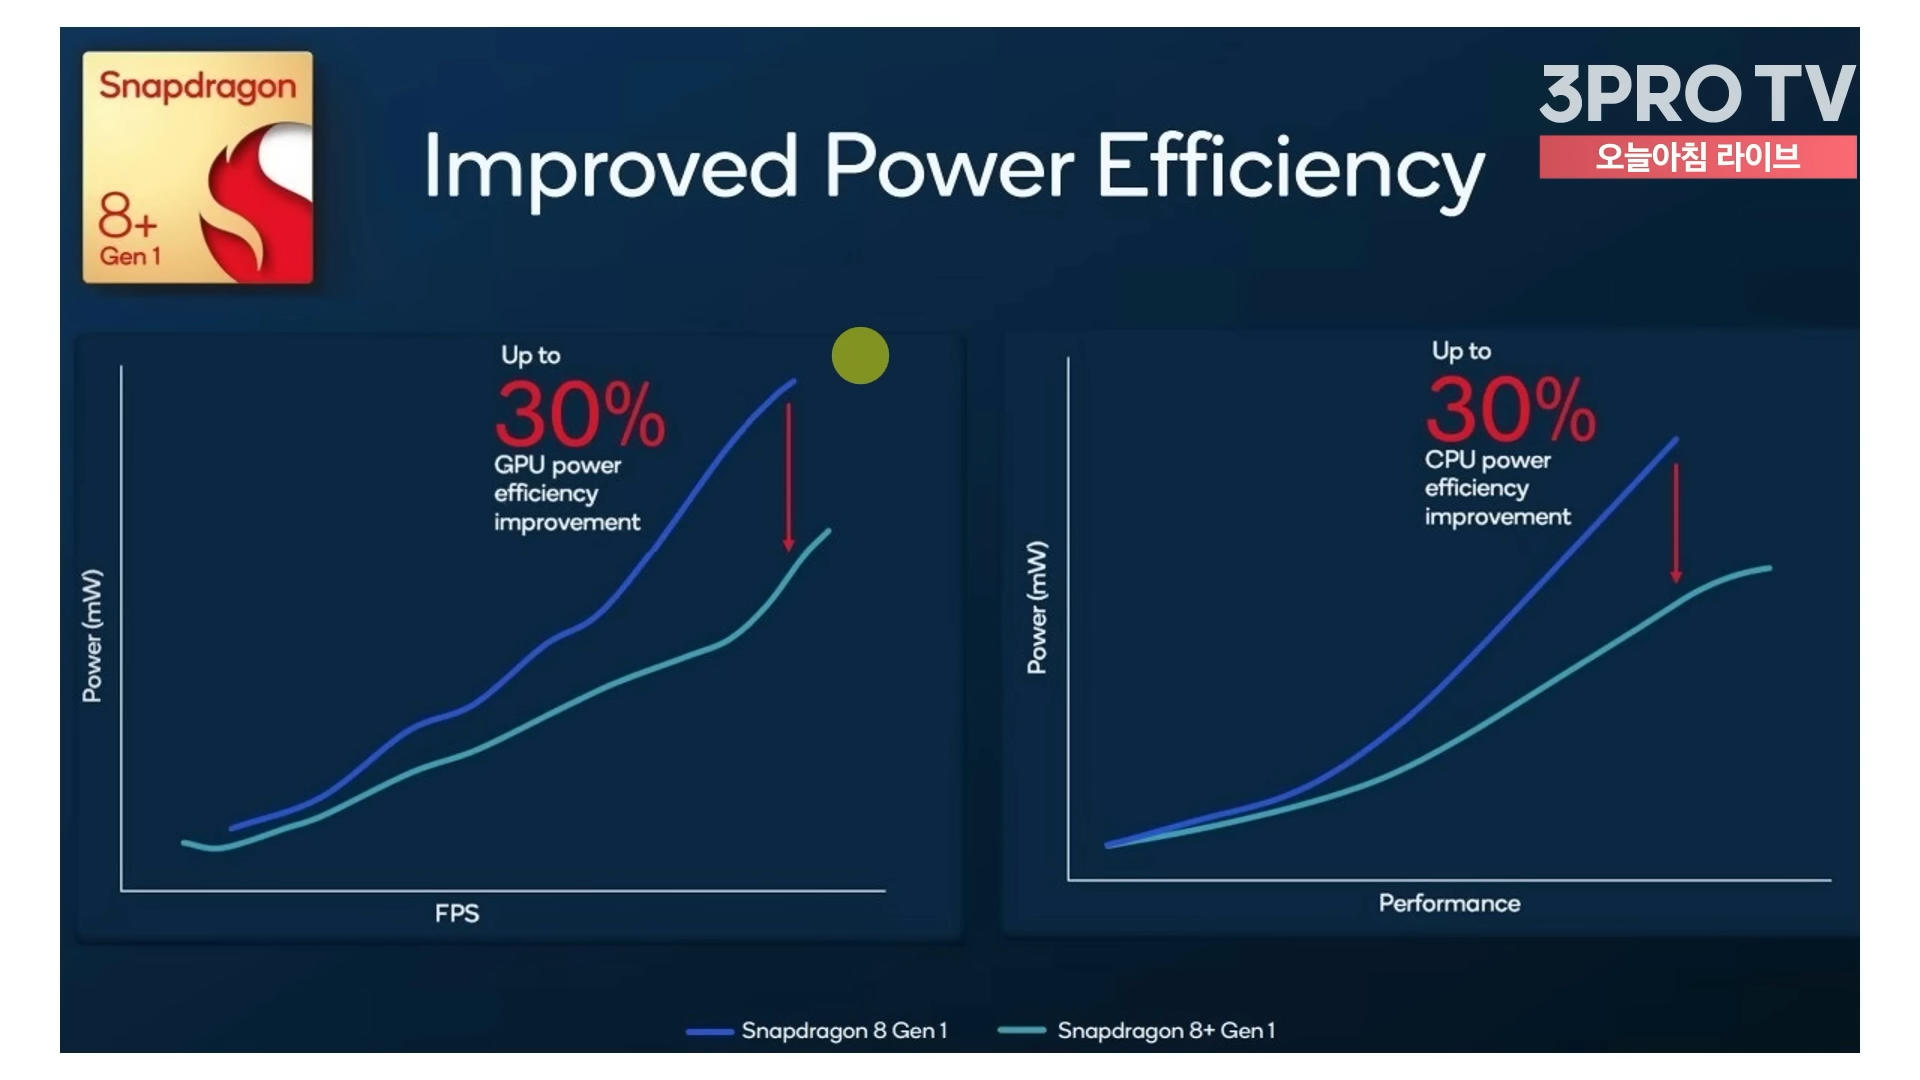 Snapdragon
8+
Gen 1
Improved Power Efficiency
3PRO TV
오늘아침 라이브
Up to
30%
GPU power
efficiency
improvement
Power (mW)
FPS
Up to
30%
CPU power
efficiency
improvement
Power (mW)
Performance
Snapdragon 8 Gen 1
Snapdragon 8+ Gen 1